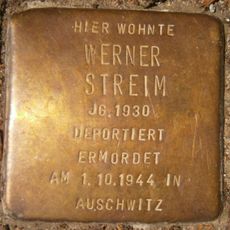 HIER WOHNTE
WERNER
STREIM
JG. 1930
DEPORTIERT
ERMORDET
AM 1.10.1944 IN
AUSCHWITZ